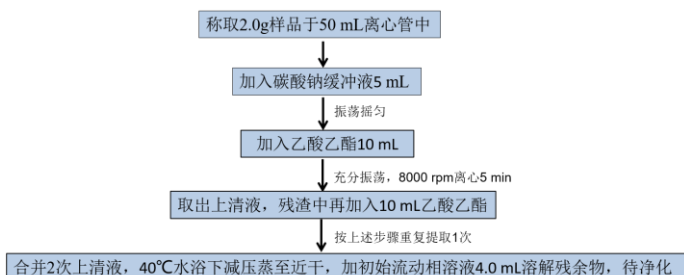 称取2.0g样品于50 mL离心管中
加入碳酸钠缓冲液5 mL
振荡摇匀
加入乙酸乙酯10 mL
充分振荡，8000 rpm离心5 min
取出上清液，残渣中再加入10 mL乙酸乙酯
按上述步骤重复提取1次
合并2次上清液，40℃水浴下减压蒸至近干，加初始流动相溶液4.0 mL溶解残余物，待净化